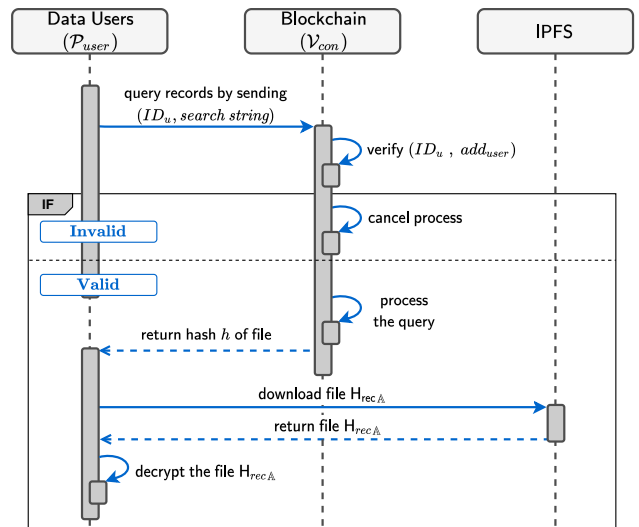 Data Users
(𝒫user)
Blockchain
(𝒱con)
IPFS
query records by sending
(IDu, search string)
verify (IDu , adduser)
IF
Invalid
cancel process
Valid
process
the query
return hash h of file
download file Hrec𝔸
return file Hrec𝔸
decrypt the file Hrec𝔸